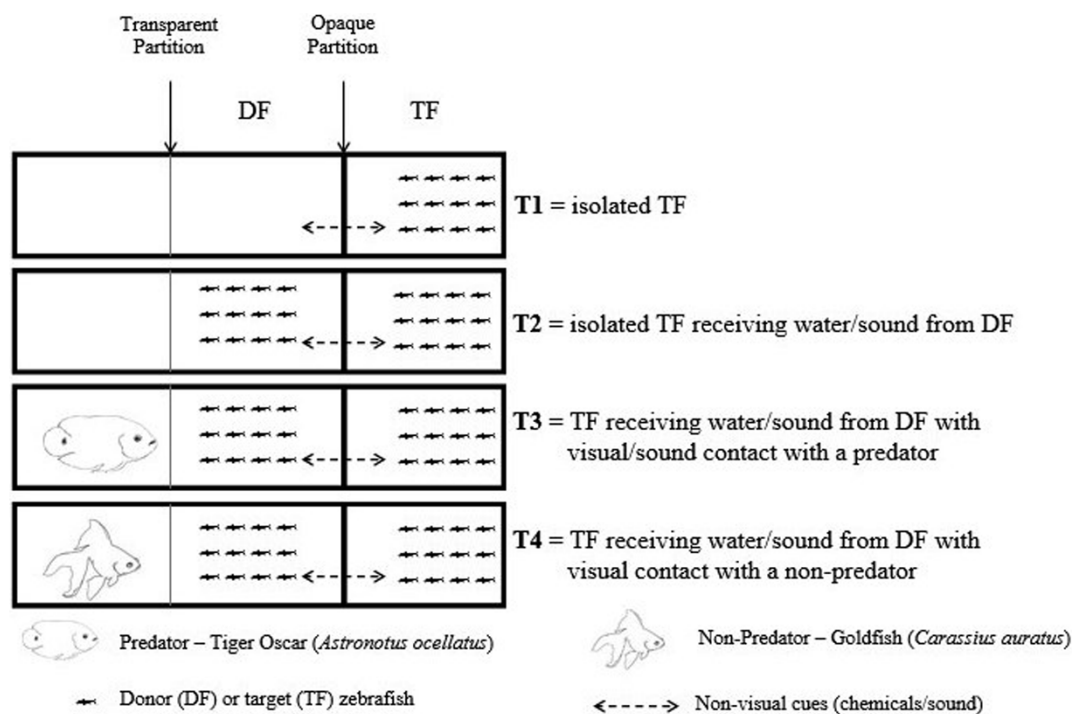 Transparent
Partition
Opaque
Partition
DF
TF
T1 = isolated TF
T2 = isolated TF receiving water/sound from DF
T3 = TF receiving water/sound from DF with
visual/sound contact with a predator
T4 = TF receiving water/sound from DF with
visual contact with a non-predator
Predator – Tiger Oscar (Astronotus ocellatus)
Non-Predator – Goldfish (Carassius auratus)
Donor (DF) or target (TF) zebrafish
Non-visual cues (chemicals/sound)